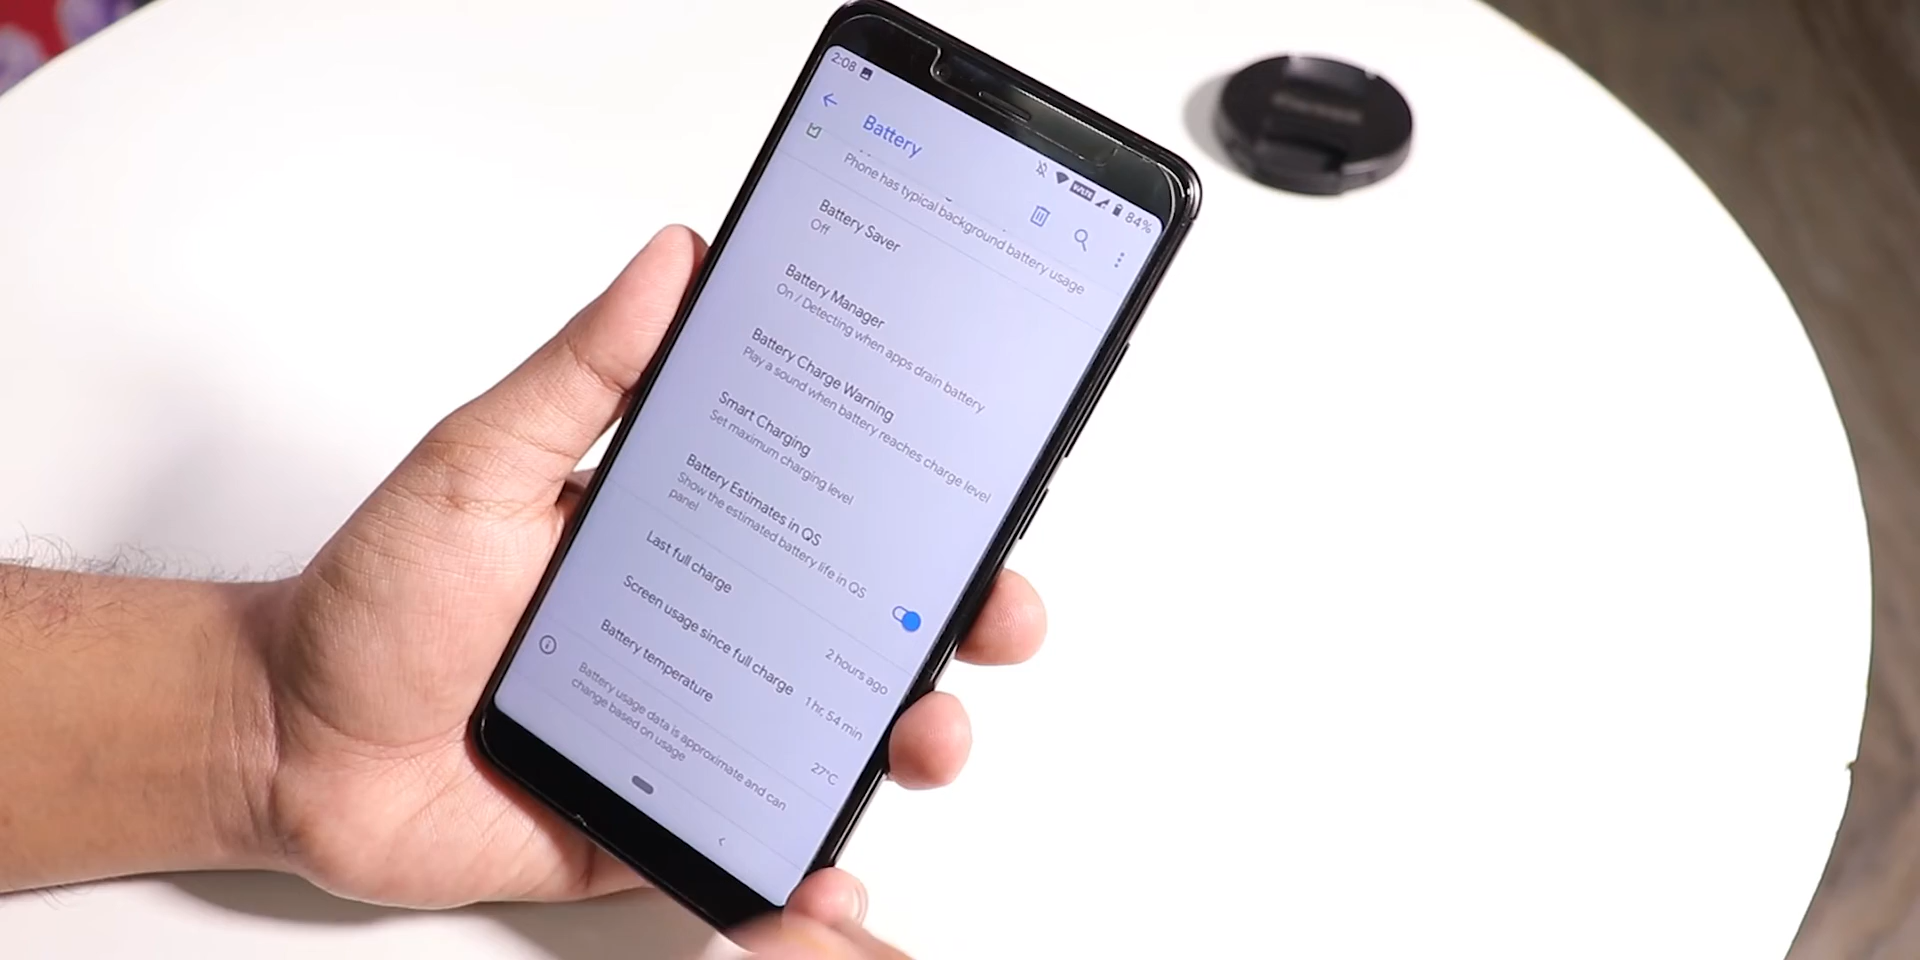 2:08
VoLTE
84%
Battery
Phone has typical background battery usage
Battery Saver
Off
Battery Manager
On / Detecting when apps drain battery
Battery Charge Warning
Play a sound when battery reaches charge level
Smart Charging
Set maximum charging level
Battery Estimates in QS
Show the estimated battery life in QS
panel
Last full charge
2 hours ago
Screen usage since full charge
1 hr, 54 min
Battery temperature
27°C
Battery usage data is approximate and can
change based on usage